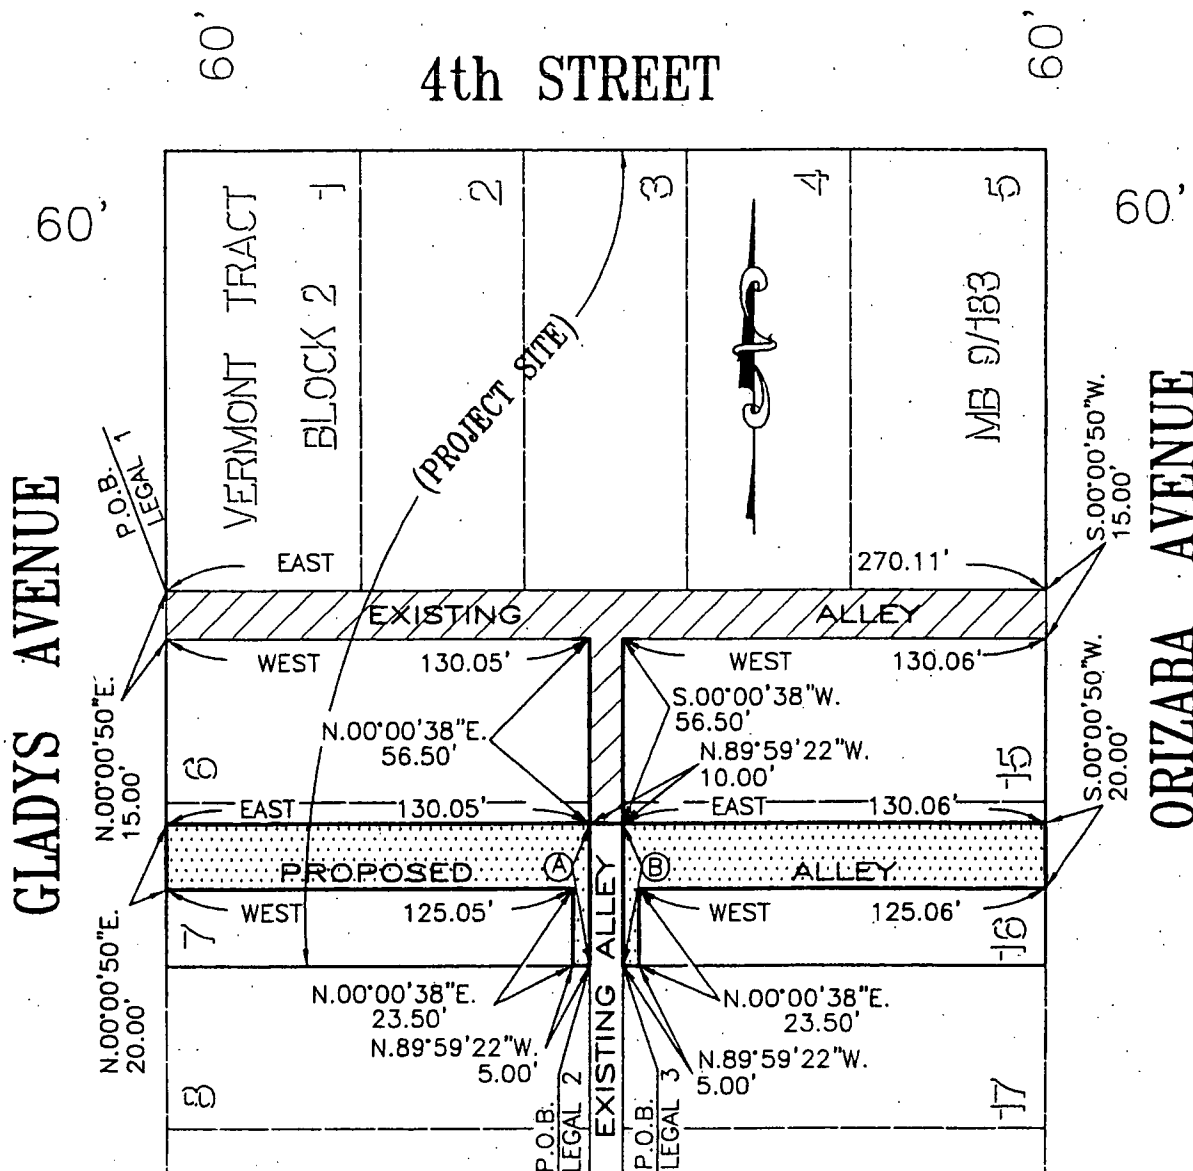 60'
60'
4th STREET
60'
60'
1
2
3
4
5
VERMONT TRACT
BLOCK 2
MB 9/183
(PROJECT SITE)
P.O.B.
LEGAL 1
GLADYS AVENUE
ORIZABA AVENUE
S.00°00'50"W.
15.00'
EAST
270.11'
EXISTING
ALLEY
WEST
130.05'
WEST
130.06'
N.00°00'50"E.
15.00'
N.00°00'38"E.
56.50'
S.00°00'38"W.
56.50'
N.89°59'22"W.
10.00'
S.00°00'50"W.
20.00'
6
15
EAST
130.05'
EAST
130.06'
PROPOSED
A
B
ALLEY
WEST
125.05'
WEST
125.06'
7
16
N.00°00'50"E.
20.00'
N.00°00'38"E.
23.50'
N.00°00'38"E.
23.50'
N.89°59'22"W.
5.00'
N.89°59'22"W.
5.00'
EXISTING ALLEY
8
17
P.O.B.
LEGAL 2
P.O.B.
LEGAL 3